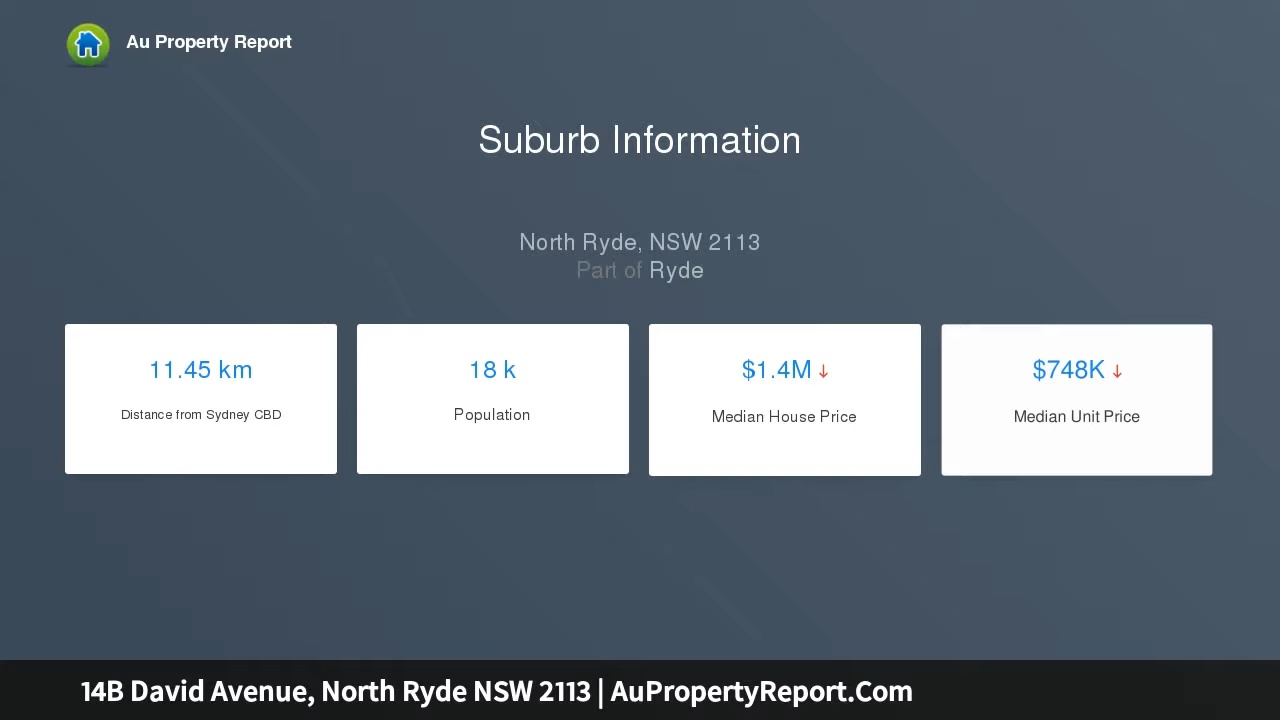 Au Property Report
Suburb Information
North Ryde, NSW 2113
Part of Ryde
11.45 km
Distance from Sydney CBD
18 k
Population
$1.4M ↓
Median House Price
$748K ↓
Median Unit Price
14B David Avenue, North Ryde NSW 2113 | AuPropertyReport.Com